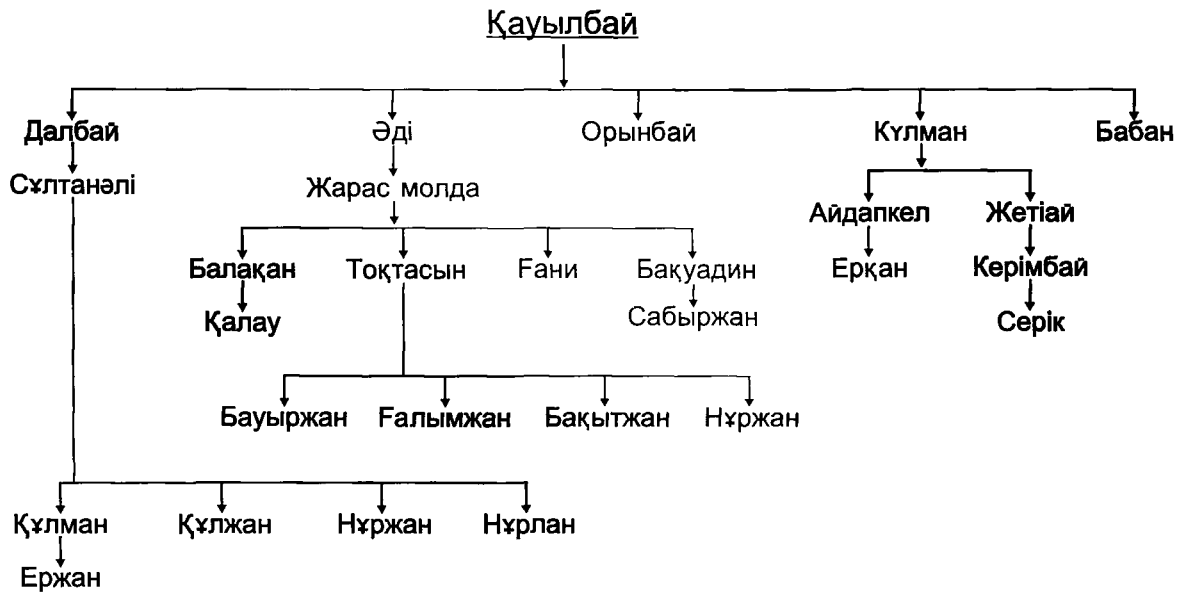 Қауылбай
Далбай Әді Орынбай Күлман Бабан
Сұлтанәлі Жарас молда
Айдапкел Жетіай
Балақан Тоқтасын Ғани Бақуадин Ерқан Керімбай
Қалау Сабыржан Серік
Бауыржан Ғалымжан Бақытжан Нұржан
Құлман Құлжан Нұржан Нұрлан
Ержан